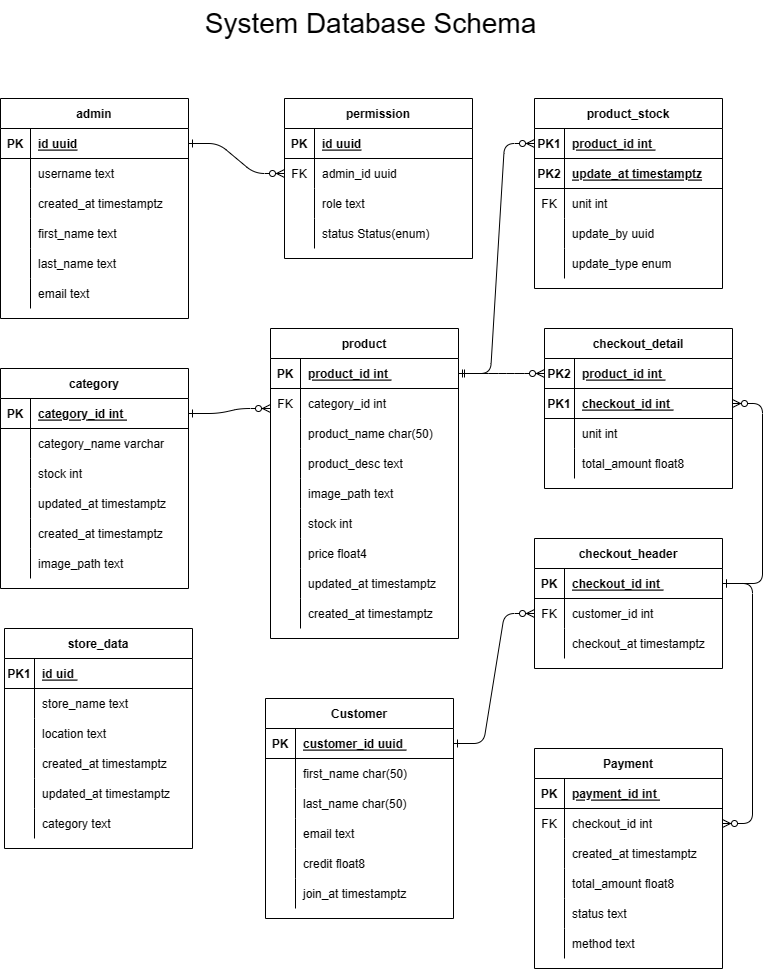 System Database Schema
admin
PK id uuid
username text
created_at timestamptz
first_name text
last_name text
email text
permission
PK id uuid
FK admin_id uuid
role text
status Status(enum)
product_stock
PK1 product_id int
PK2 update_at timestamptz
FK unit int
update_by uuid
update_type enum
category
PK category_id int
category_name varchar
stock int
updated_at timestamptz
created_at timestamptz
image_path text
product
PK product_id int
FK category_id int
product_name char(50)
product_desc text
image_path text
stock int
price float4
updated_at timestamptz
created_at timestamptz
checkout_detail
PK2 product_id int
PK1 checkout_id int
unit int
total_amount float8
checkout_header
PK checkout_id int
FK customer_id int
checkout_at timestamptz
store_data
PK1 id uid
store_name text
location text
created_at timestamptz
updated_at timestamptz
category text
Customer
PK customer_id uuid
first_name char(50)
last_name char(50)
email text
credit float8
join_at timestamptz
Payment
PK payment_id int
FK checkout_id int
created_at timestamptz
total_amount float8
status text
method text